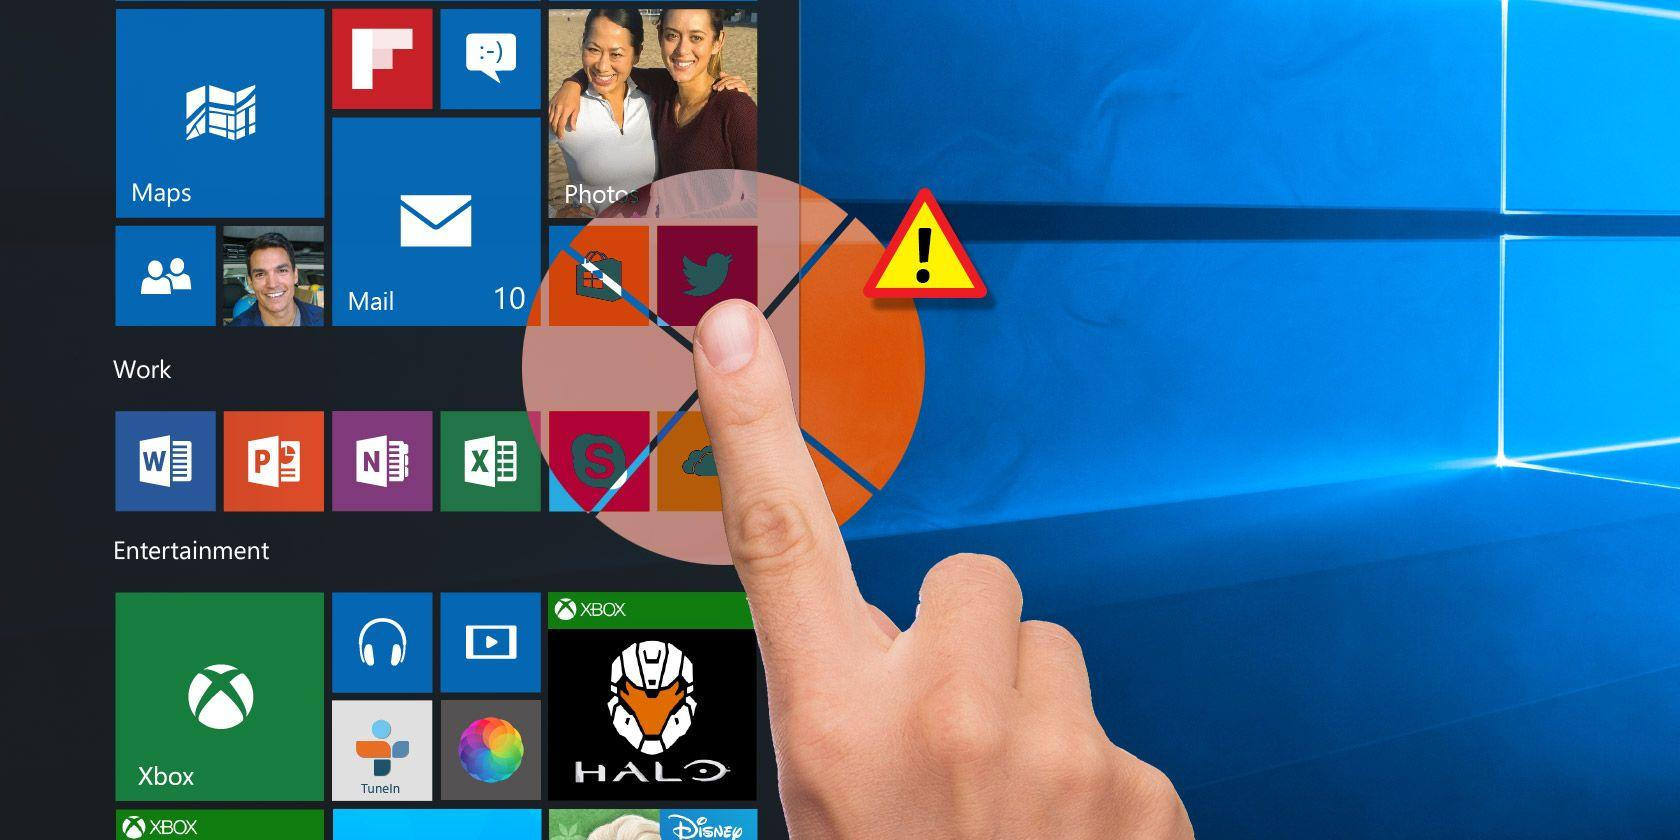 :-)
Maps
Photos
Mail
10
Work
W
P
N
X
S
!
Entertainment
XBOX
Xbox
TuneIn
HALO
XBOX
Disney